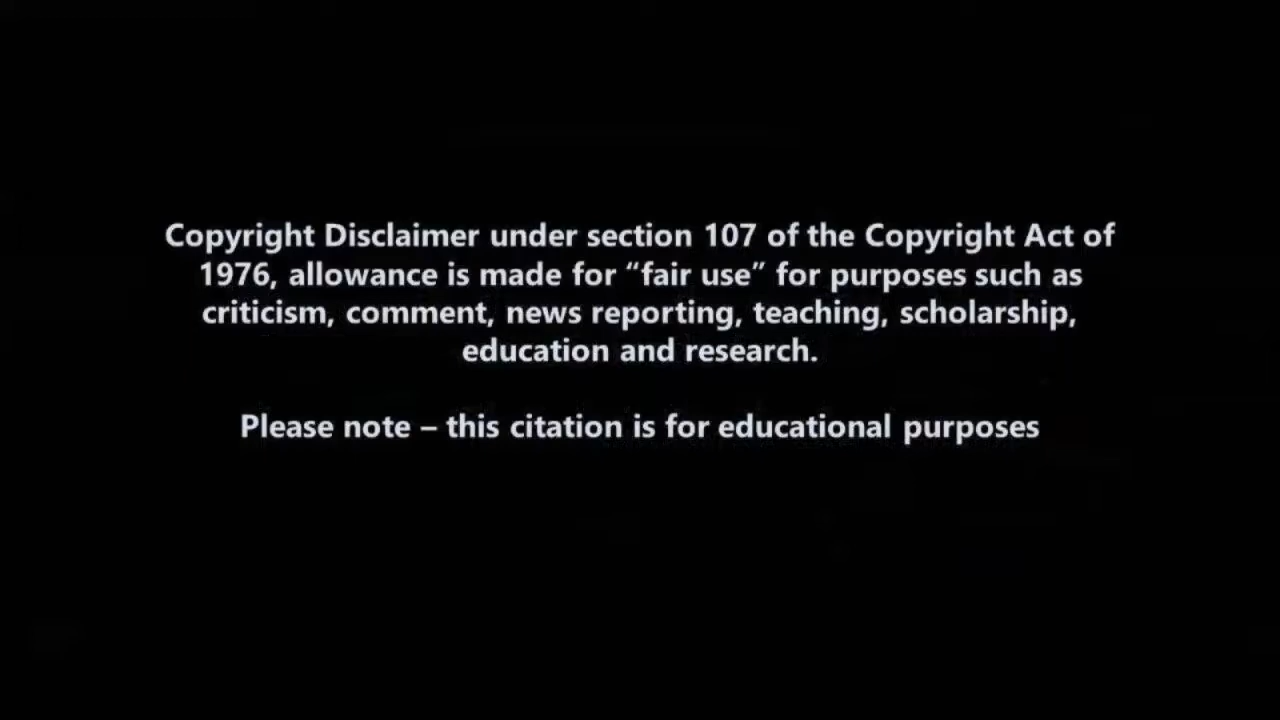 Copyright Disclaimer under section 107 of the Copyright Act of
1976, allowance is made for “fair use” for purposes such as
criticism, comment, news reporting, teaching, scholarship,
education and research.
Please note – this citation is for educational purposes